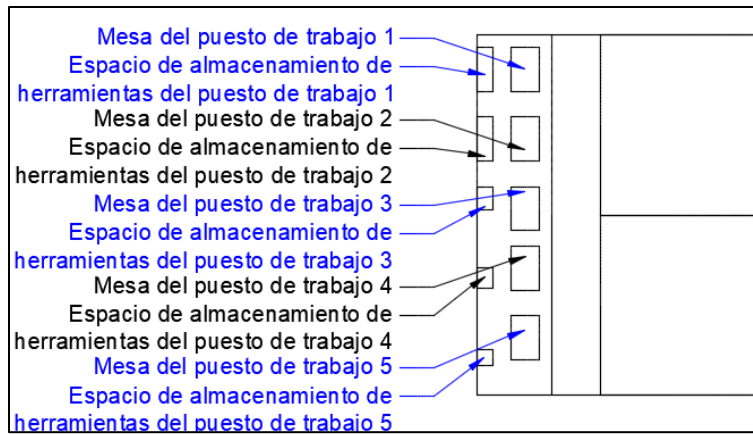 Mesa del puesto de trabajo 1
Espacio de almacenamiento de
herramientas del puesto de trabajo 1
Mesa del puesto de trabajo 2
Espacio de almacenamiento de
herramientas del puesto de trabajo 2
Mesa del puesto de trabajo 3
Espacio de almacenamiento de
herramientas del puesto de trabajo 3
Mesa del puesto de trabajo 4
Espacio de almacenamiento de
herramientas del puesto de trabajo 4
Mesa del puesto de trabajo 5
Espacio de almacenamiento de
herramientas del puesto de trabajo 5